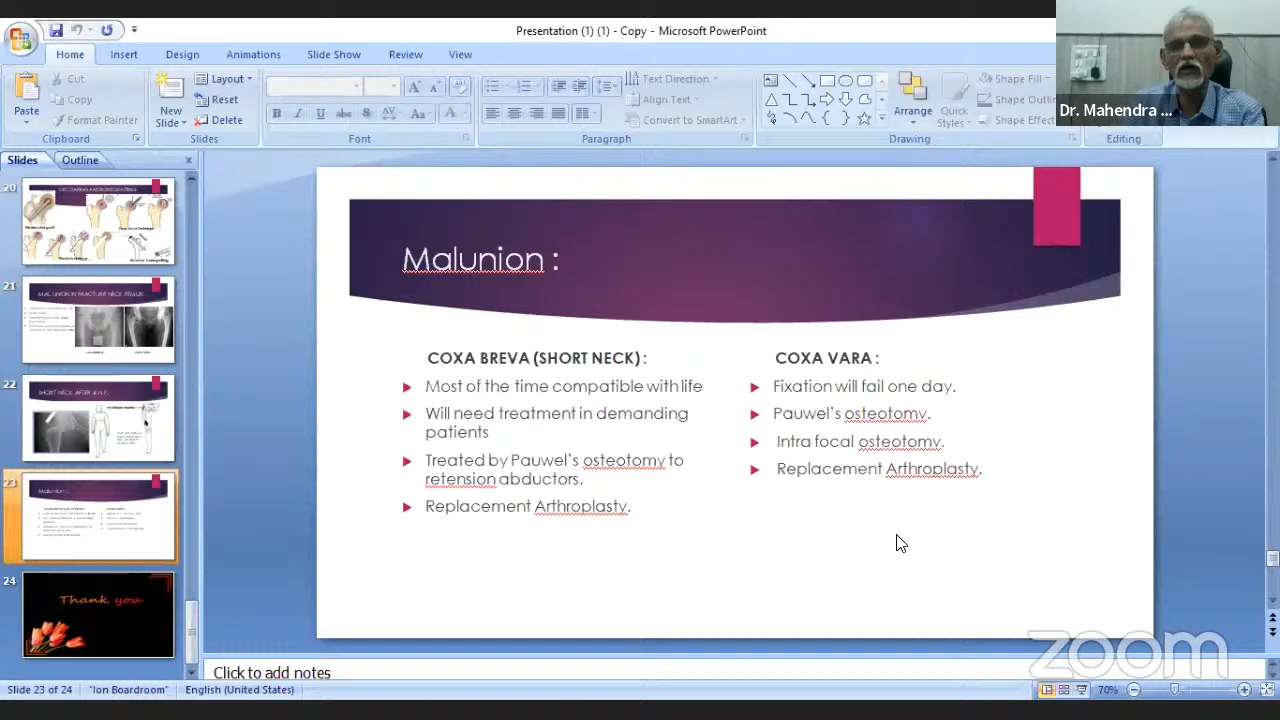 Presentation (1) (1) - Copy - Microsoft PowerPoint
Home Insert Design Animations Slide Show Review View
Paste
Cut
Copy
Format Painter
Clipboard
New Slide
Layout
Reset
Delete
Slides
Font
Text Direction
Align Text
Convert to SmartArt
Paragraph
Arrange
Quick Styles
Shape Fill
Shape Outli
Shape Effect
Drawing
Editing
Dr. Mahendra ...
Slides Outline
20
21
MAL UNION IN FRACTURE NECK FEMUR
22
SHORT NECK AFTER # N.F.
23
Malunion :
24
Thank you
Malunion :
COXA BREVA (SHORT NECK) :
Most of the time compatible with life
Will need treatment in demanding
patients
Treated by Pauwel's osteotomy to
retension abductors.
Replacement Arthroplasty.
COXA VARA :
Fixation will fail one day.
Pauwel's osteotomy.
Intra focal osteotomy.
Replacement Arthroplasty.
zoom
Click to add notes
Slide 23 of 24 "Ion Boardroom" English (United States) 70%